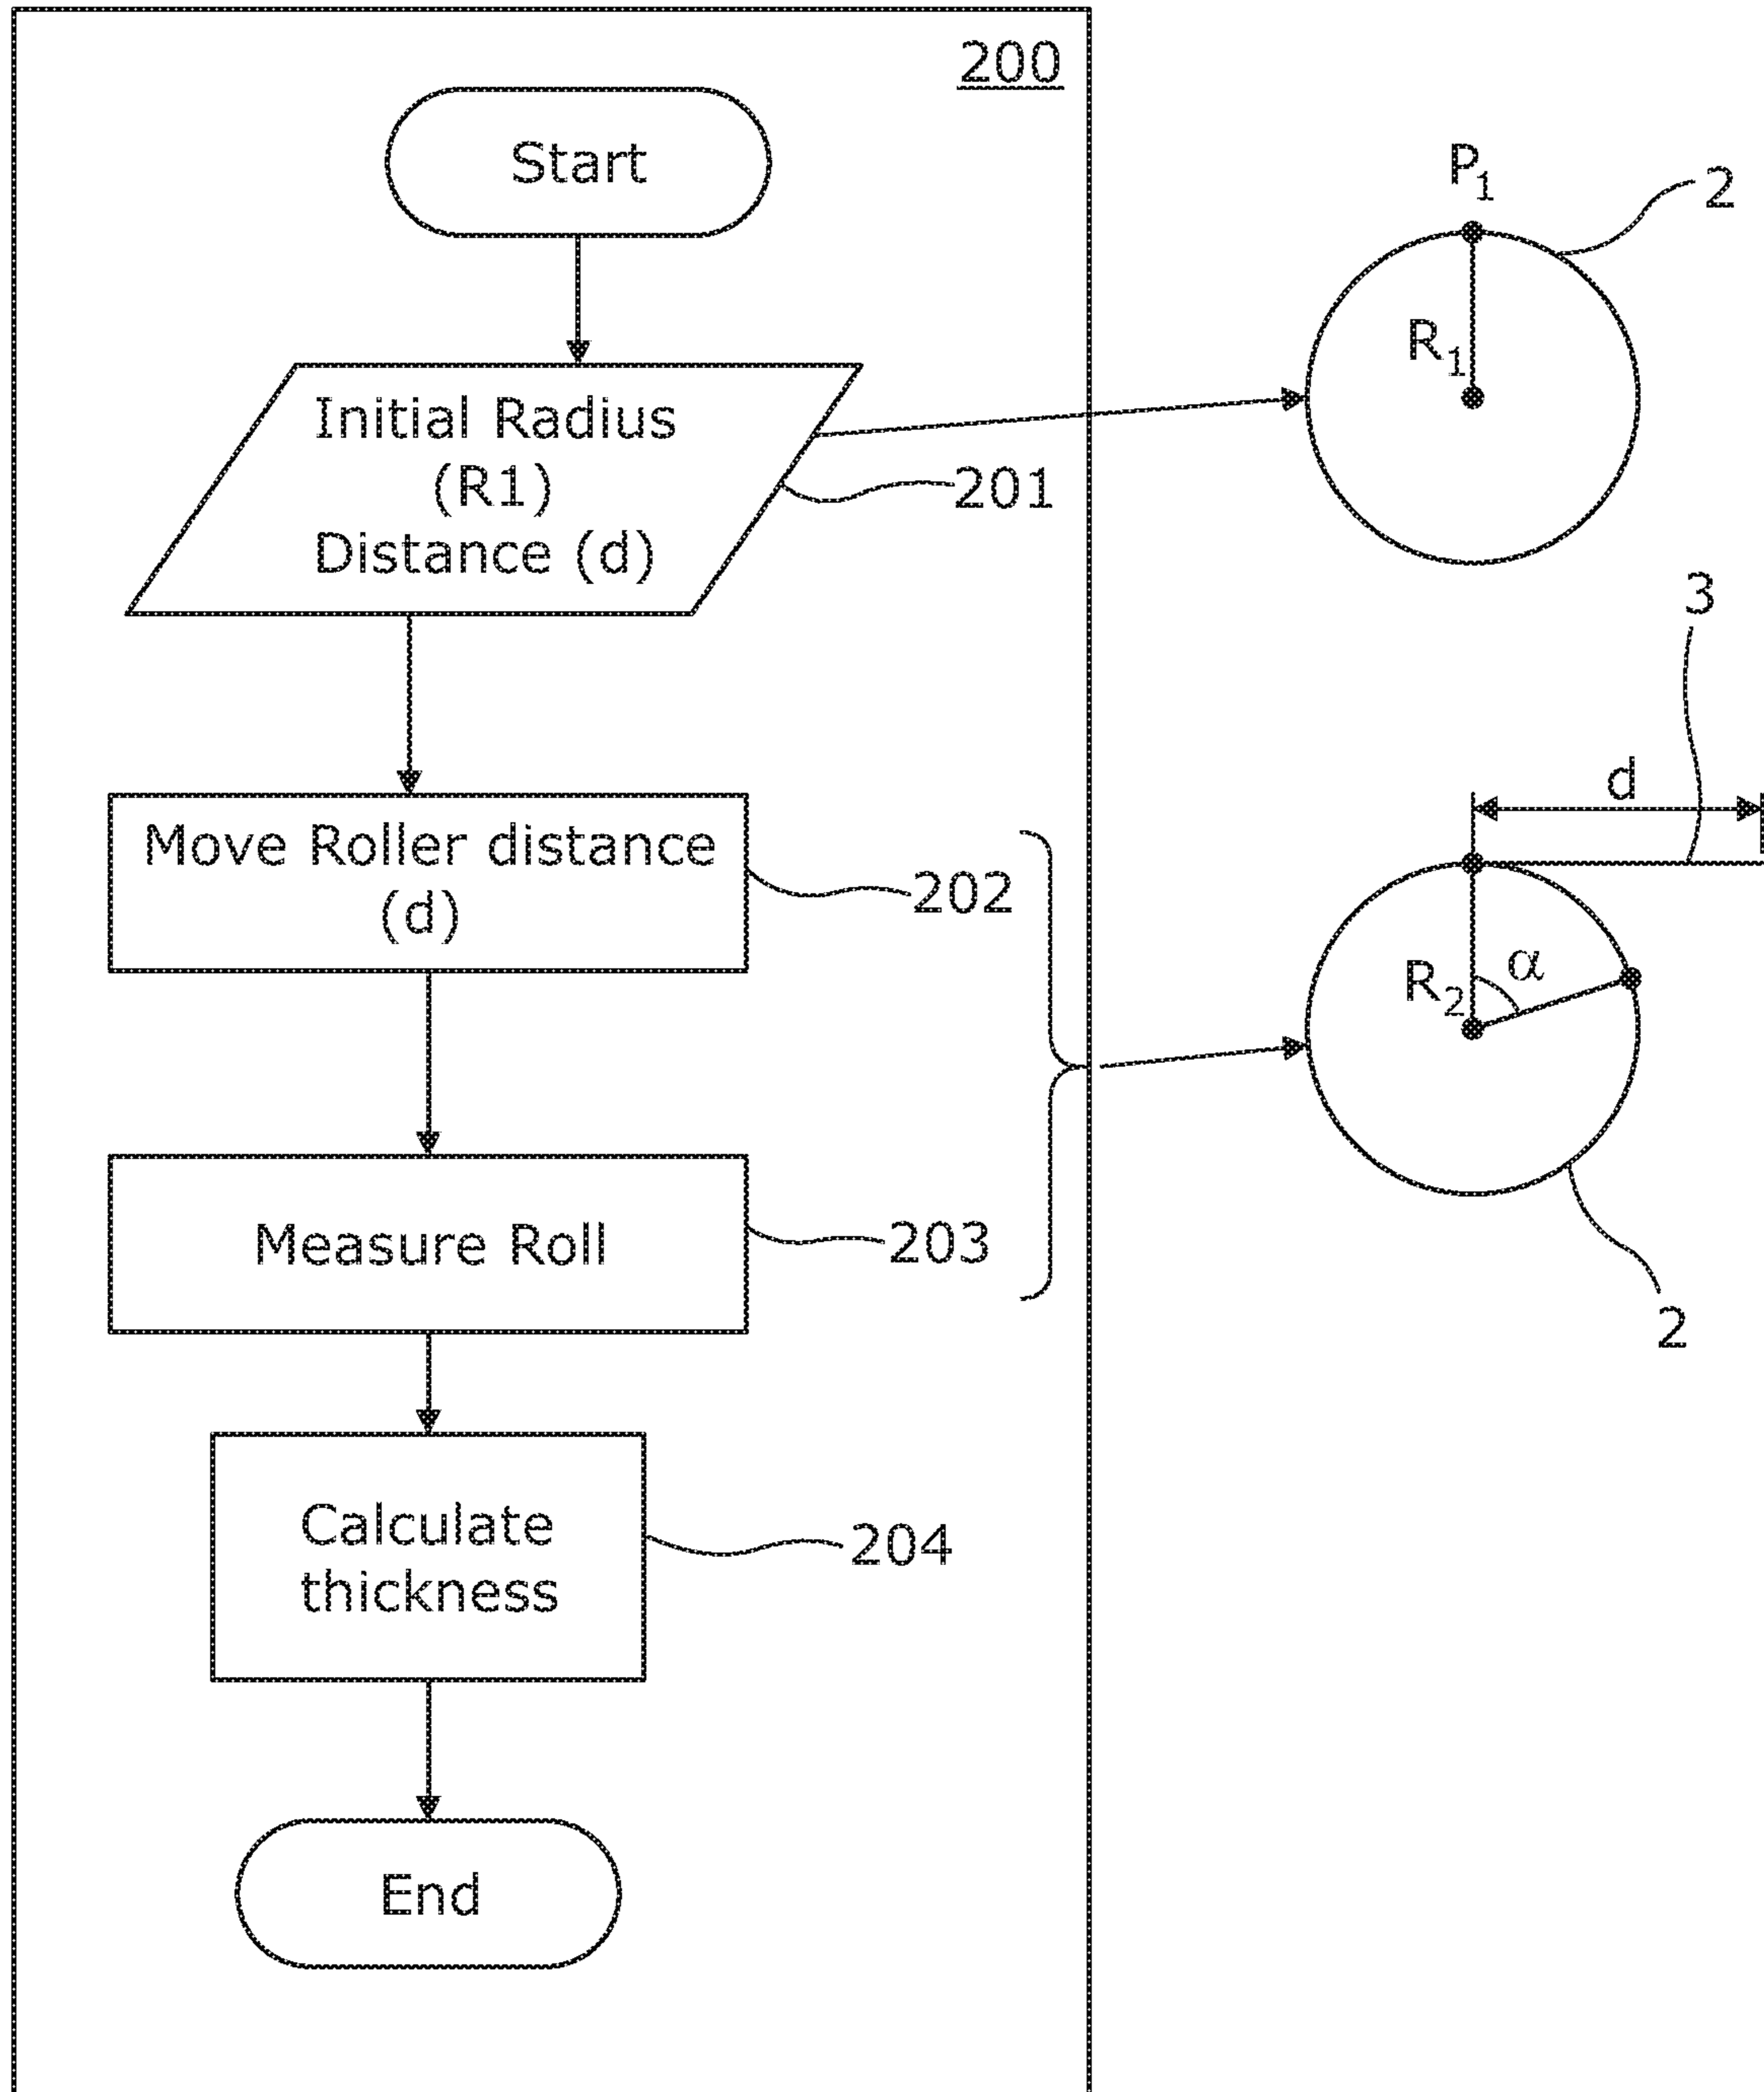 200
Start
Initial Radius
(R1)
Distance (d)
201
Move Roller distance
(d)
202
Measure Roll
203
Calculate
thickness
204
End
P1
2
R1
3
d
R2
α
2